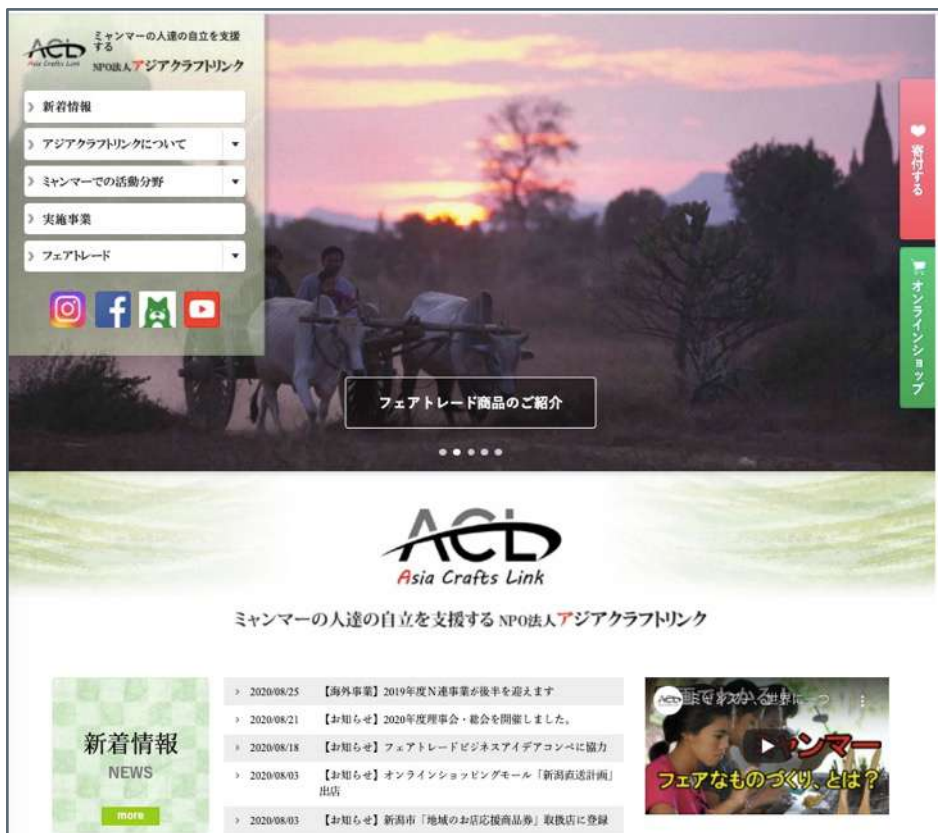 ACL
Asia Crafts Link
ミャンマーの人達の自立を支援
する
NPO法人アジアクラフトリンク
新着情報
アジアクラフトリンクについて
ミャンマーでの活動分野
実施事業
フェアトレード
寄付する
オンラインショップ
フェアトレード商品のご紹介
ACL
Asia Crafts Link
ミャンマーの人達の自立を支援する NPO法人アジアクラフトリンク
新着情報
NEWS
more
2020/08/25 【海外事業】2019年度N連事業が後半を迎えます
2020/08/21 【お知らせ】2020年度理事会・総会を開催しました。
2020/08/18 【お知らせ】フェアトレードビジネスアイデアコンペに協力
2020/08/03 【お知らせ】オンラインショッピングモール「新潟直送計画」
出店
2020/08/03 【お知らせ】新潟市「地域のお店応援商品券」取扱店に登録
ACL
ミャンマー
フェアなものづくり、とは?